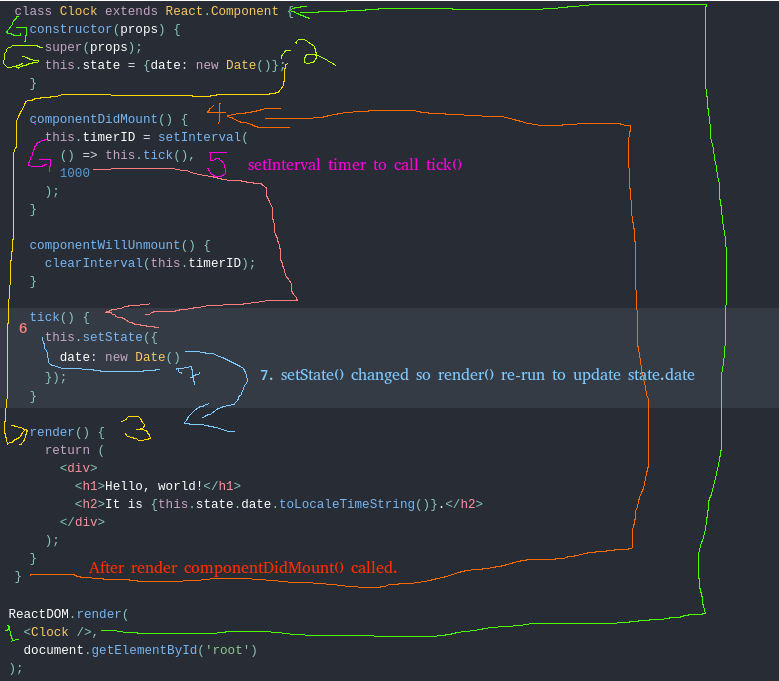 class Clock extends React.Component {
constructor(props) {
super(props);
this.state = {date: new Date()}; 2
}
componentDidMount() { 4
this.timerID = setInterval(
() => this.tick(), 5 setInterval timer to call tick()
1000
);
}
componentWillUnmount() {
clearInterval(this.timerID);
}
tick() {
6 this.setState({
date: new Date()
}); 7 7. setState() changed so render() re-run to update state.date
}
render() { 3
return (
<div>
<h1>Hello, world!</h1>
<h2>It is {this.state.date.toLocaleTimeString()}.</h2>
</div>
);
}
After render componentDidMount() called.
}
ReactDOM.render(
1 <Clock />,
document.getElementById('root')
);